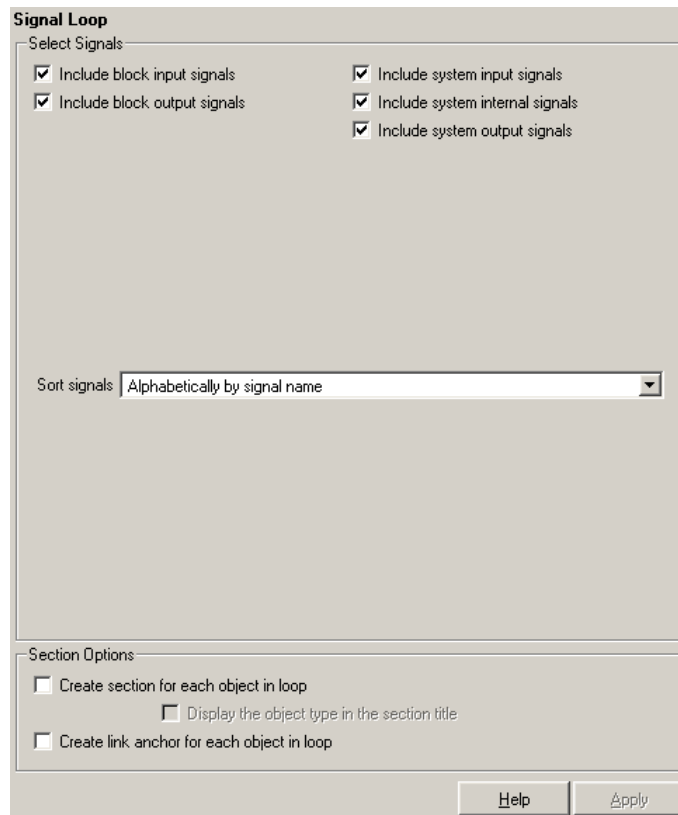 Signal Loop
Select Signals
Include block input signals
Include system input signals
Include block output signals
Include system internal signals
Include system output signals
Sort signals Alphabetically by signal name
Section Options
Create section for each object in loop
Display the object type in the section title
Create link anchor for each object in loop
Help Apply